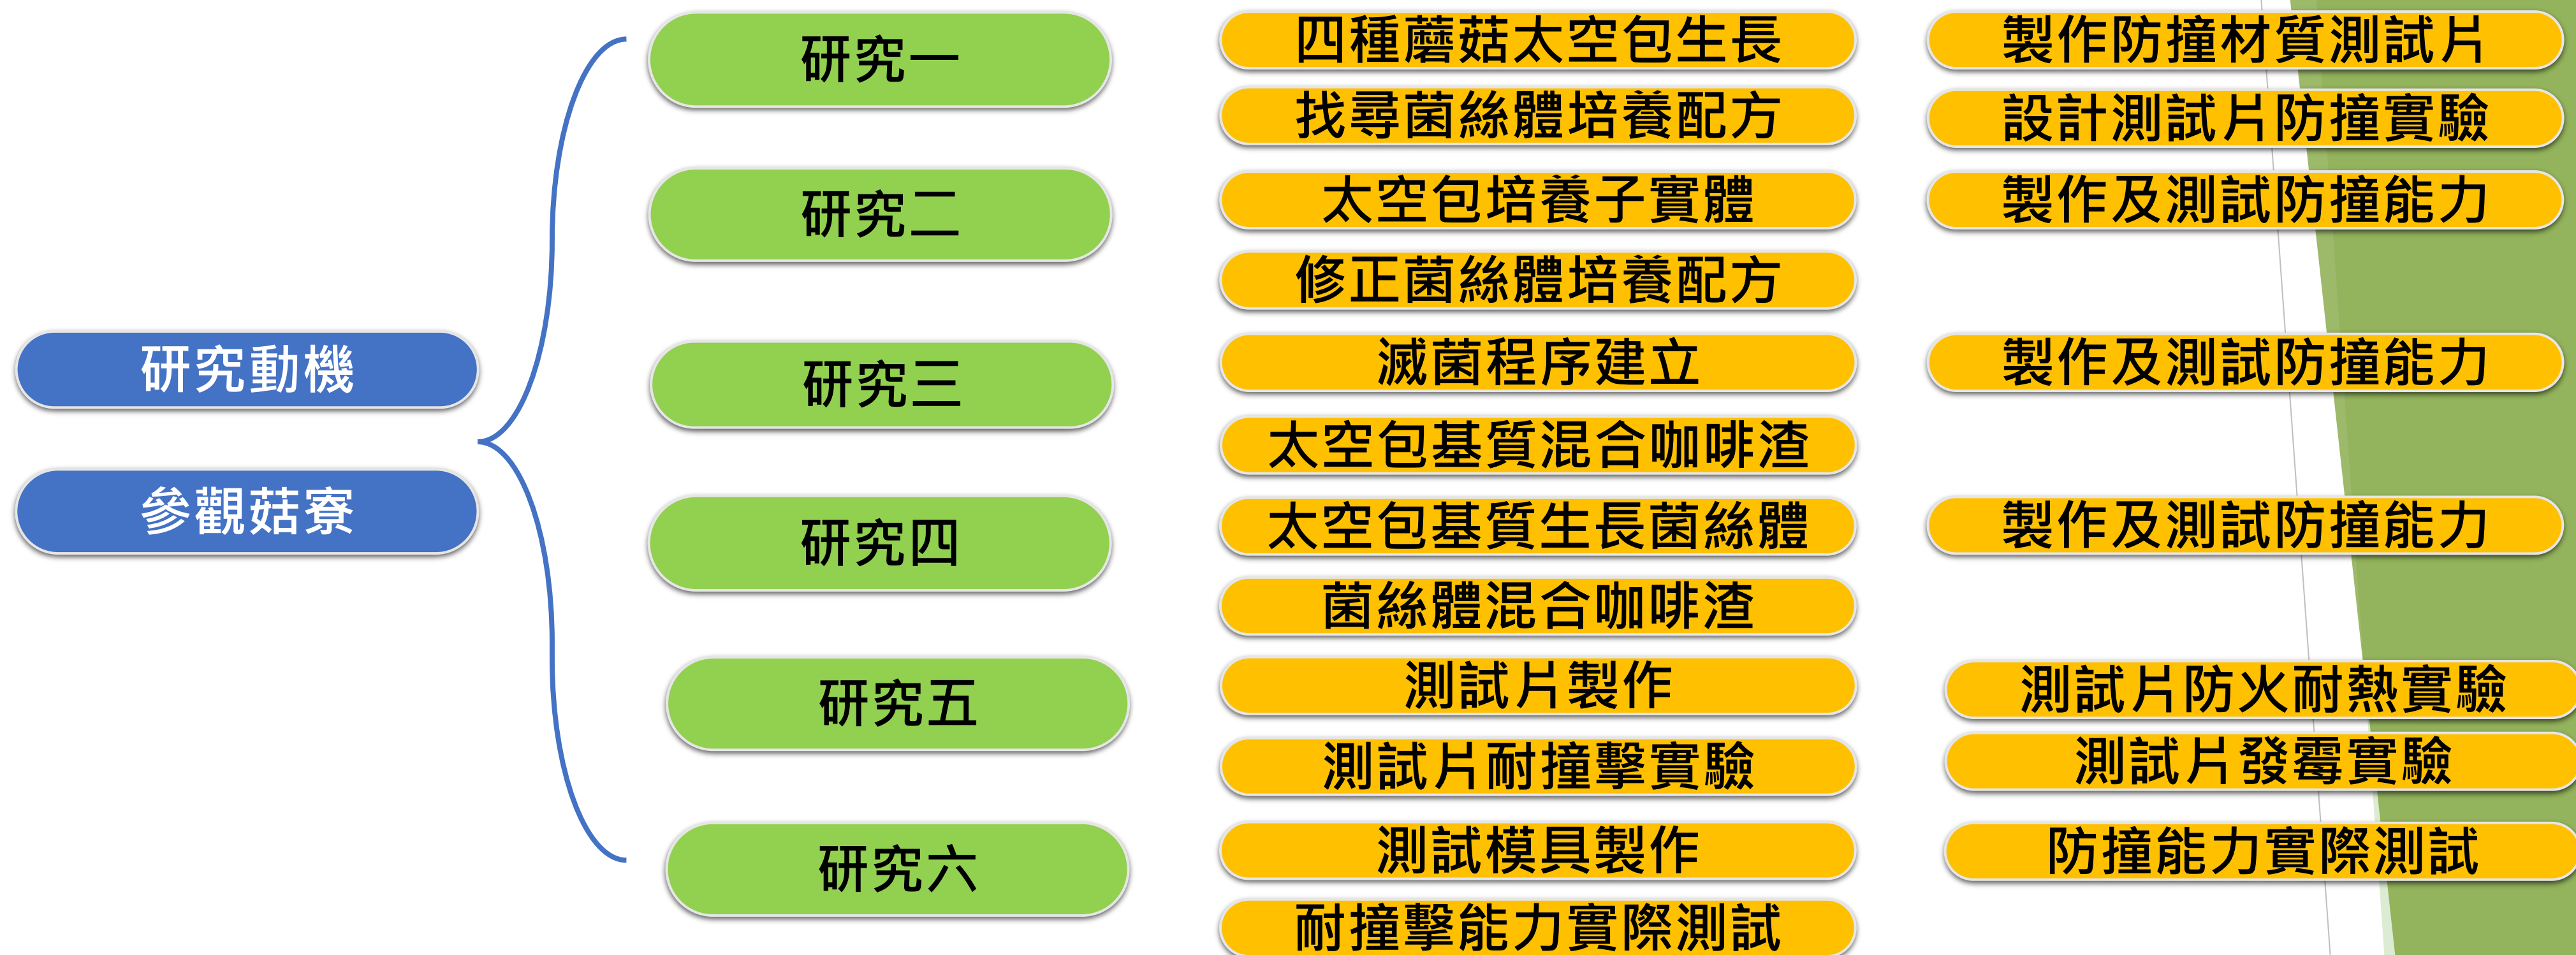 研究動機
參觀菇寮
研究一
研究二
研究三
研究四
研究五
研究六
四種蘑菇太空包生長
找尋菌絲體培養配方
太空包培養子實體
修正菌絲體培養配方
滅菌程序建立
太空包基質混合咖啡渣
太空包基質生長菌絲體
菌絲體混合咖啡渣
測試片製作
測試片耐撞擊實驗
測試模具製作
耐撞擊能力實際測試
製作防撞材質測試片
設計測試片防撞實驗
製作及測試防撞能力
製作及測試防撞能力
製作及測試防撞能力
測試片防火耐熱實驗
測試片發霉實驗
防撞能力實際測試